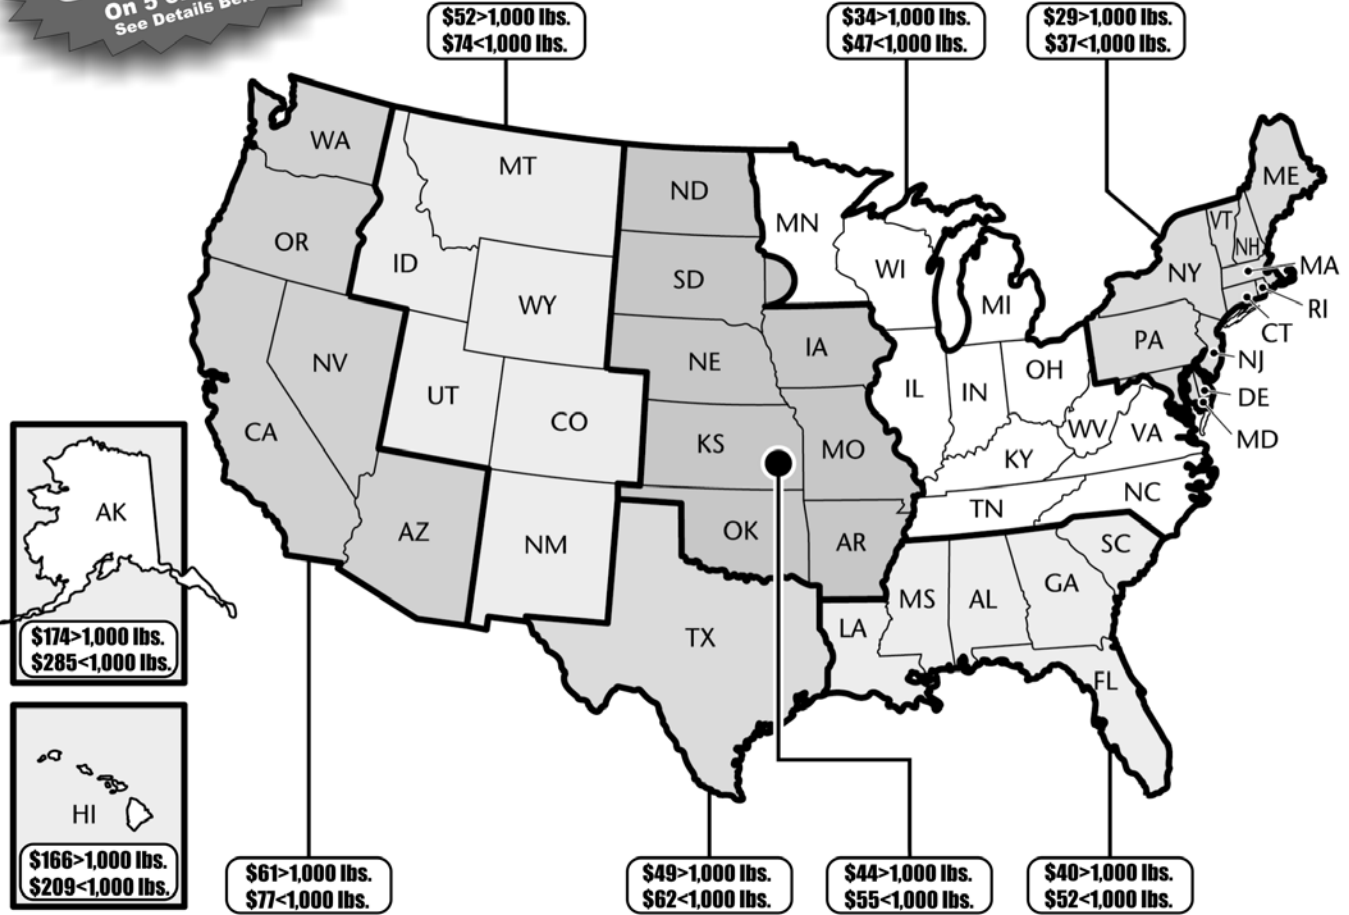 On 5
See Details
$52>1,000 lbs.
$74<1,000 lbs.
$34>1,000 lbs.
$47<1,000 lbs.
$29>1,000 lbs.
$37<1,000 lbs.
WA
MT
ND
MN
ME
VT
NH
OR
ID
SD
WI
NY
MA
WY
MI
RI
CT
NV
NE
IA
PA
NJ
UT
CO
IL
IN
OH
DE
CA
KS
MO
WV
VA
MD
KY
AK
NC
TN
AZ
NM
OK
AR
SC
MS
AL
GA
TX
LA
FL
$174>1,000 lbs.
$285<1,000 lbs.
HI
$166>1,000 lbs.
$209<1,000 lbs.
$61>1,000 lbs.
$77<1,000 lbs.
$49>1,000 lbs.
$62<1,000 lbs.
$44>1,000 lbs.
$55<1,000 lbs.
$40>1,000 lbs.
$52<1,000 lbs.